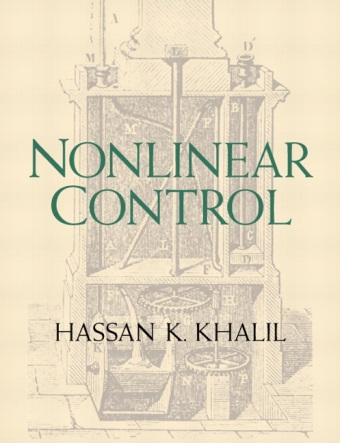 A
D'
B
M
F
NONLINEAR
CONTROL
A
L
C
D
F
H
HASSAN K. KHALIL
K
N
P